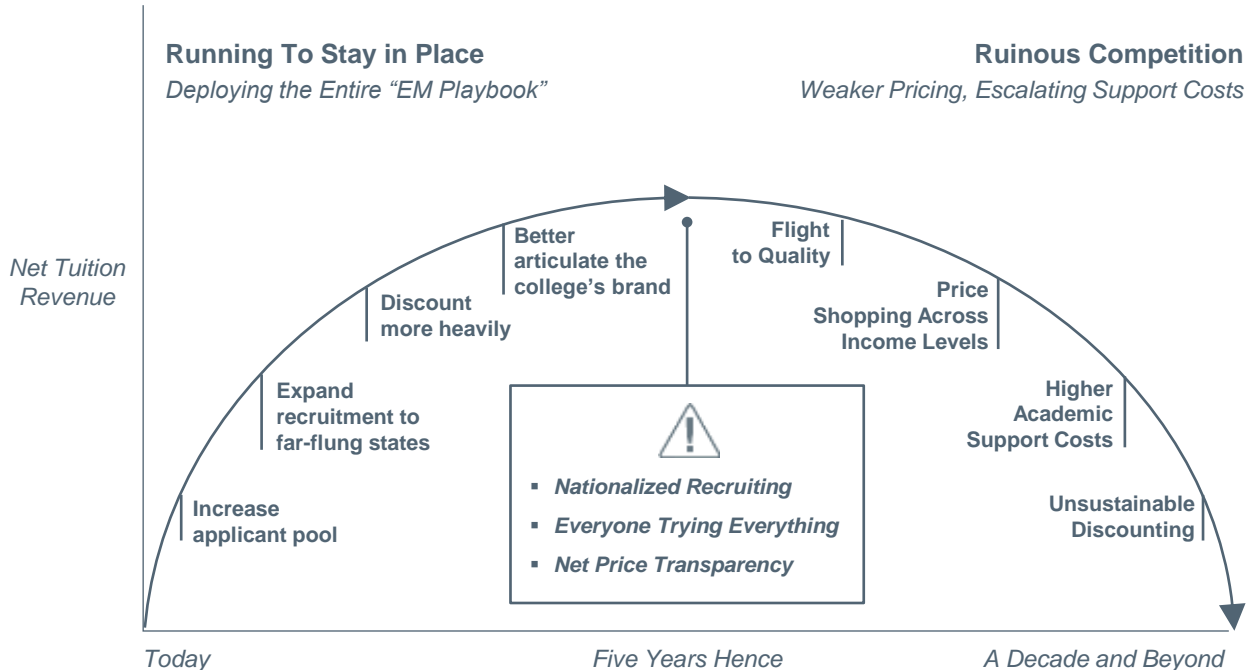 Running To Stay in Place
Deploying the Entire “EM Playbook”
Ruinous Competition
Weaker Pricing, Escalating Support Costs
Net Tuition
Revenue
Increase
applicant pool
Expand
recruitment to
far-flung states
Discount
more heavily
Better
articulate the
college’s brand
Flight
to Quality
Price
Shopping Across
Income Levels
Higher
Academic
Support Costs
Unsustainable
Discounting
!
▪ Nationalized Recruiting
▪ Everyone Trying Everything
▪ Net Price Transparency
Today
Five Years Hence
A Decade and Beyond